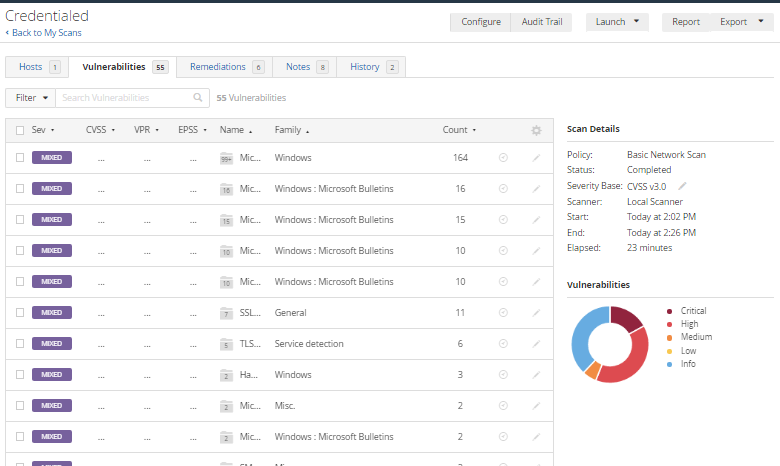 Credentialed
Configure Audit Trail Launch Report Export
Back to My Scans
Hosts 1 Vulnerabilities 55 Remediations 6 Notes 8 History 2
Filter Search Vulnerabilities 55 Vulnerabilities
Sev CVSS VPR EPSS Name Family Count
MIXED ... ... ... 99+ Mic... Windows 164
MIXED ... ... ... 16 Mic... Windows : Microsoft Bulletins 16
MIXED ... ... ... 15 Mic... Windows : Microsoft Bulletins 15
MIXED ... ... ... 10 Mic... Windows : Microsoft Bulletins 10
MIXED ... ... ... 10 Mic... Windows : Microsoft Bulletins 10
MIXED ... ... ... 7 SSL... General 11
MIXED ... ... ... 5 TLS... Service detection 6
MIXED ... ... ... 2 Ha... Windows 3
MIXED ... ... ... 2 Mic... Misc. 2
MIXED ... ... ... 2 Mic... Windows : Microsoft Bulletins 2
Scan Details
Policy: Basic Network Scan
Status: Completed
Severity Base: CVSS v3.0
Scanner: Local Scanner
Start: Today at 2:02 PM
End: Today at 2:26 PM
Elapsed: 23 minutes
Vulnerabilities
Critical
High
Medium
Low
Info